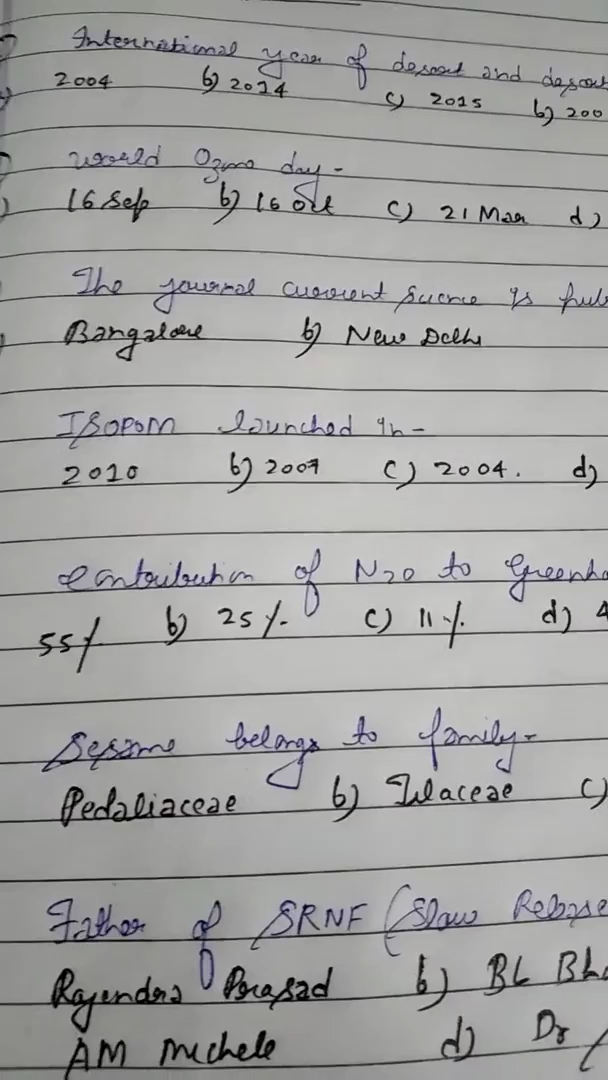 International year of desert and desert
2004 b) 2014 c) 2015 b) 200
World Ozone day -
16 Sep b) 16 Oct c) 21 Mar d)
The journal current science is pub
Bangalore b) New Delhi
ISOPOM launched in -
2010 b) 2007 c) 2004. d)
Contribution of N2O to Greenho
55% b) 25% c) 11% d) 4
Sesame belongs to family -
Pedaliaceae b) Tilaceae c)
Father of SRNF (Slow Release
Rajendra Prasad b) BL Bh
AM Michele d) Dr